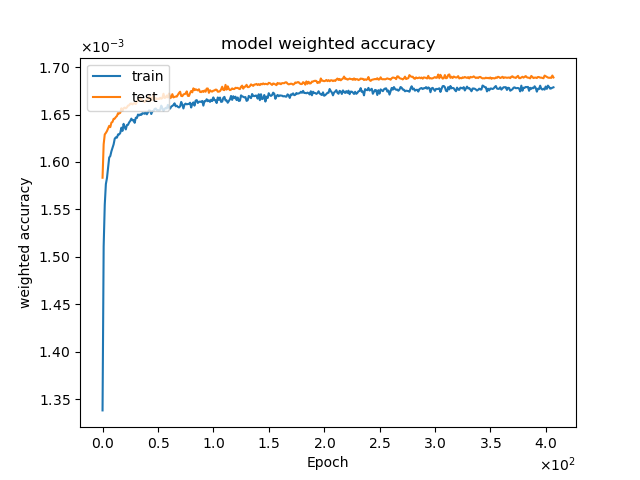 model weighted accuracy
×10⁻³
1.70
1.65
1.60
1.55
1.50
1.45
1.40
1.35
weighted accuracy
train
test
0.0 0.5 1.0 1.5 2.0 2.5 3.0 3.5 4.0
Epoch
×10²